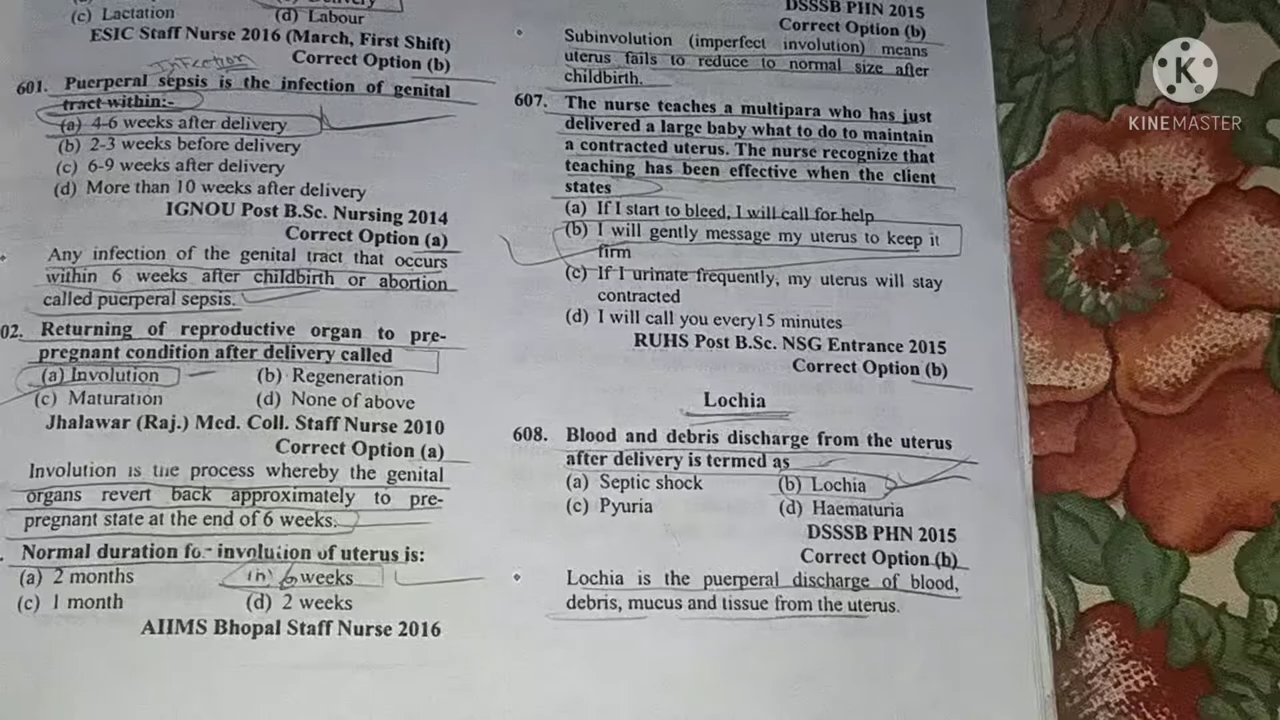 (c) Lactation
(d) Labour
ESIC Staff Nurse 2016 (March, First Shift)
Correct Option (b)
Infection
601. Puerperal sepsis is the infection of genital
tract within:-
(a) 4-6 weeks after delivery
(b) 2-3 weeks before delivery
(c) 6-9 weeks after delivery
(d) More than 10 weeks after delivery
IGNOU Post B.Sc. Nursing 2014
Correct Option (a)
Any infection of the genital tract that occurs
within 6 weeks after childbirth or abortion
called puerperal sepsis.
02. Returning of reproductive organ to pre-
pregnant condition after delivery called
(a) Involution (b) Regeneration
(c) Maturation (d) None of above
Jhalawar (Raj.) Med. Coll. Staff Nurse 2010
Correct Option (a)
Involution is the process whereby the genital
organs revert back approximately to pre-
pregnant state at the end of 6 weeks.
Normal duration for involution of uterus is:
(a) 2 months (b) 6 weeks
(c) 1 month (d) 2 weeks
AIIMS Bhopal Staff Nurse 2016
DSSSB PHN 2015
Correct Option (b)
Subinvolution (imperfect involution) means
uterus fails to reduce to normal size after
childbirth.
607. The nurse teaches a multipara who has just
delivered a large baby what to do to maintain
a contracted uterus. The nurse recognize that
teaching has been effective when the client
states
(a) If I start to bleed, I will call for help
(b) I will gently message my uterus to keep it
firm
(c) If I urinate frequently, my uterus will stay
contracted
(d) I will call you every15 minutes
RUHS Post B.Sc. NSG Entrance 2015
Correct Option (b)
Lochia
608. Blood and debris discharge from the uterus
after delivery is termed as
(a) Septic shock (b) Lochia
(c) Pyuria (d) Haematuria
DSSSB PHN 2015
Correct Option (b)
Lochia is the puerperal discharge of blood,
debris, mucus and tissue from the uterus.
K
KINEMASTER